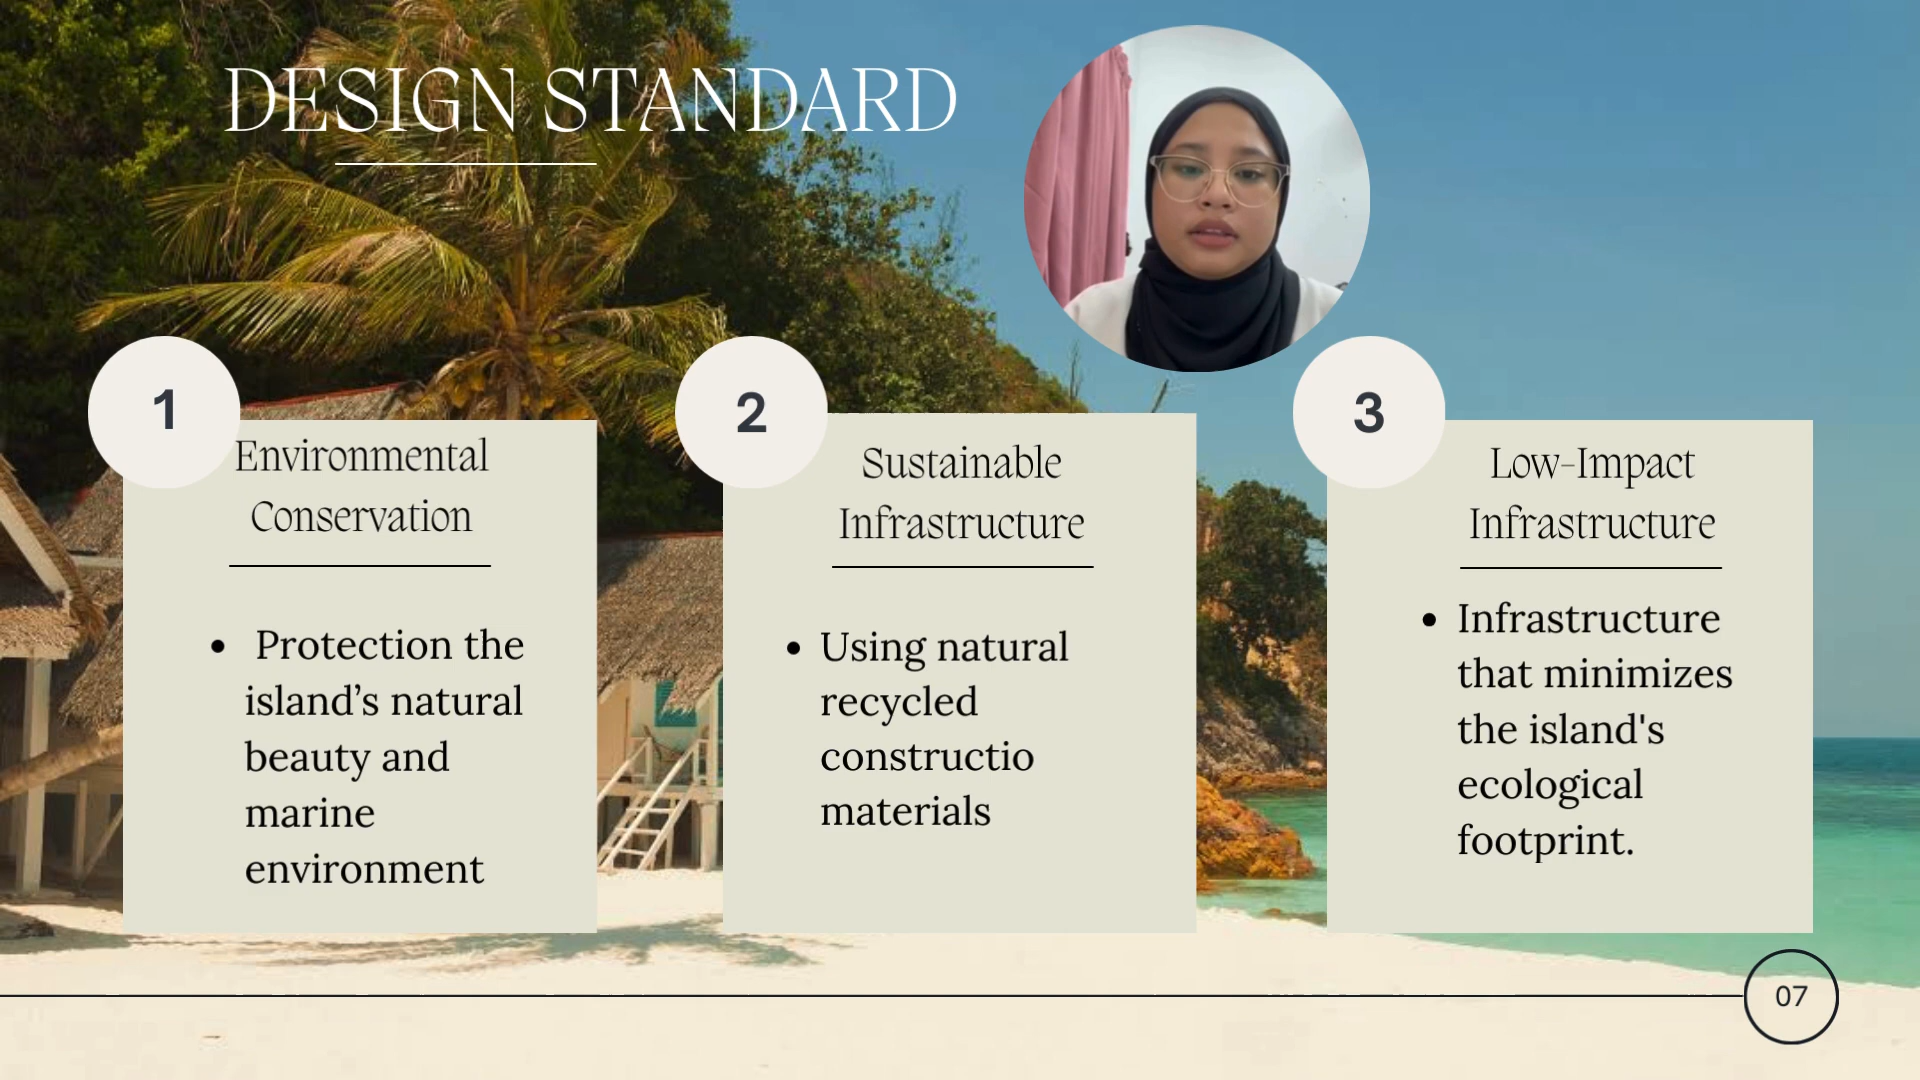 DESIGN STANDARD
1
Environmental
Conservation
• Protection the
island’s natural
beauty and
marine
environment
2
Sustainable
Infrastructure
• Using natural
recycled
constructio
materials
3
Low-Impact
Infrastructure
• Infrastructure
that minimizes
the island's
ecological
footprint.
07